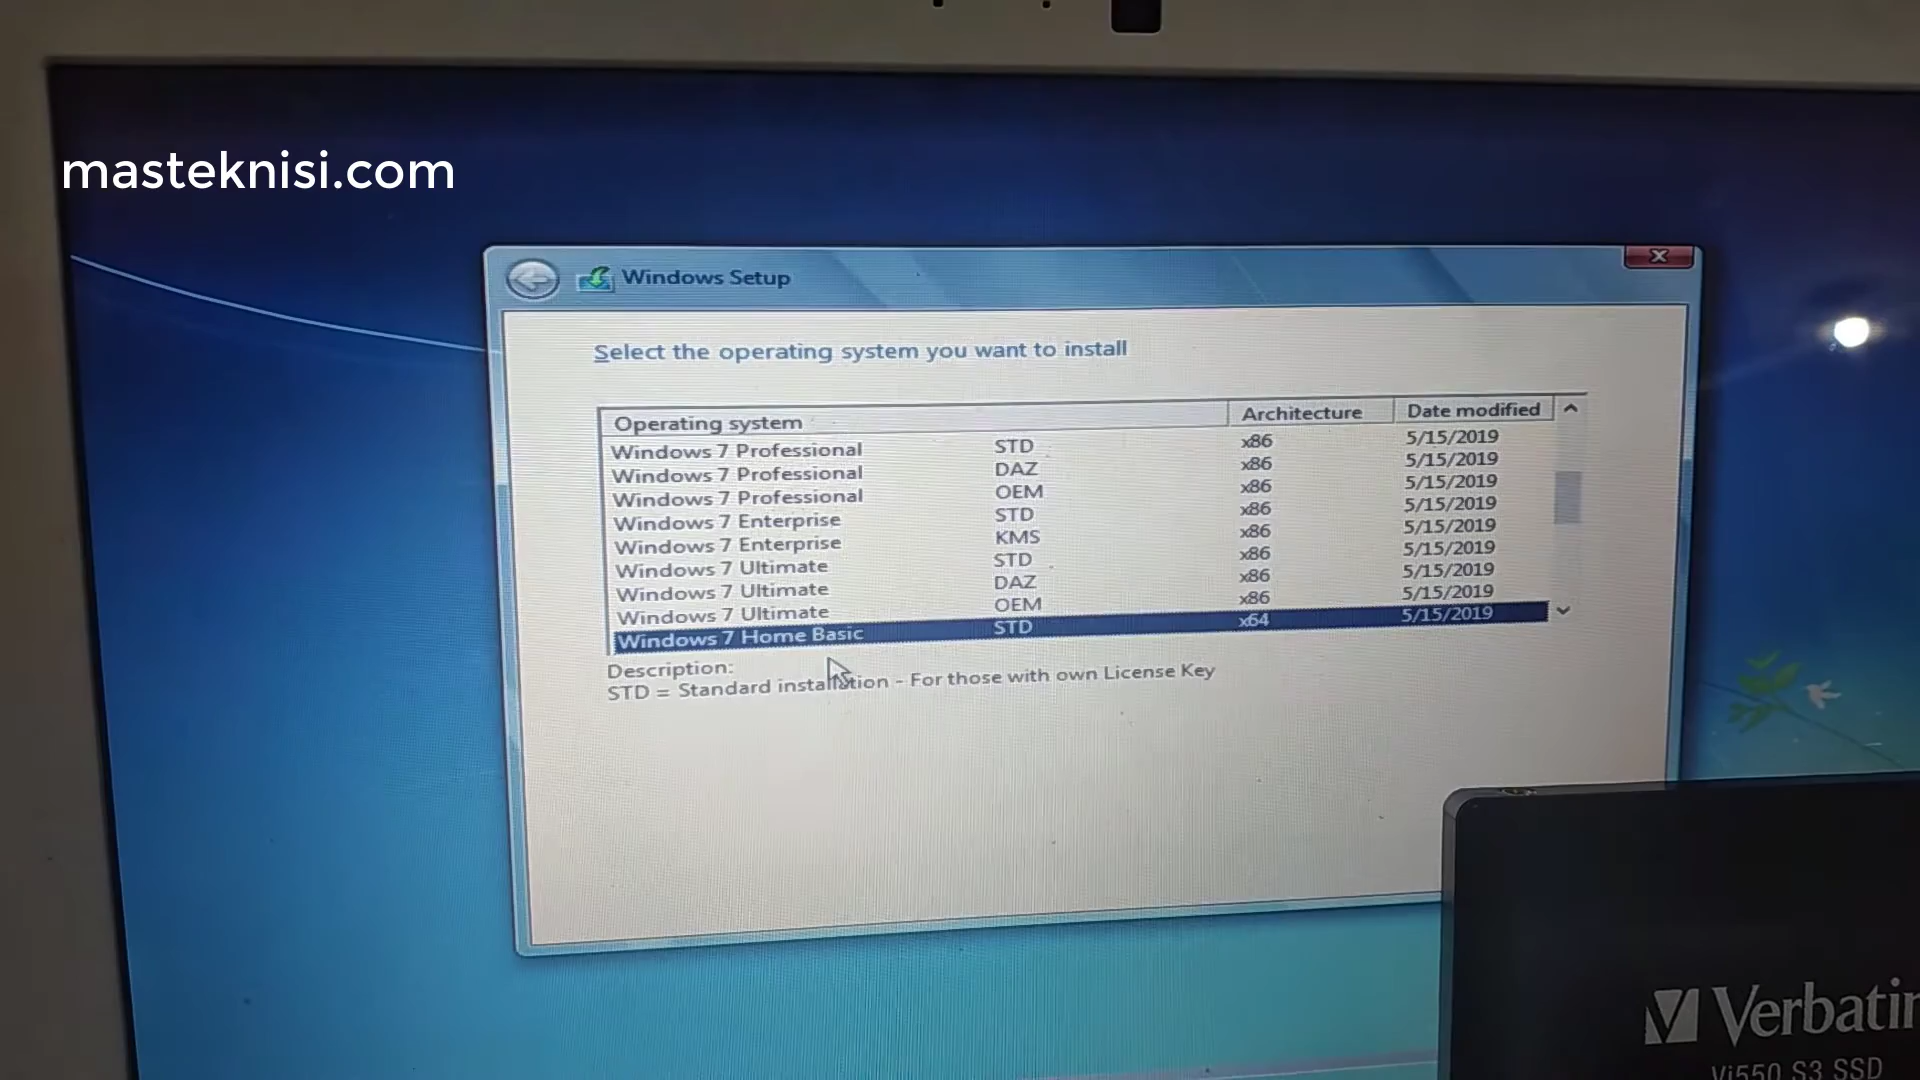 masteknisi.com
Windows Setup
Select the operating system you want to install
Operating system Architecture Date modified
Windows 7 Professional STD x86 5/15/2019
Windows 7 Professional DAZ x86 5/15/2019
Windows 7 Professional OEM x86 5/15/2019
Windows 7 Enterprise STD x86 5/15/2019
Windows 7 Enterprise KMS x86 5/15/2019
Windows 7 Ultimate STD x86 5/15/2019
Windows 7 Ultimate DAZ x86 5/15/2019
Windows 7 Ultimate OEM x86 5/15/2019
Windows 7 Home Basic STD x64 5/15/2019
Description:
STD = Standard installation - For those with own License Key
Verbatin
Vi550 S3 SSD